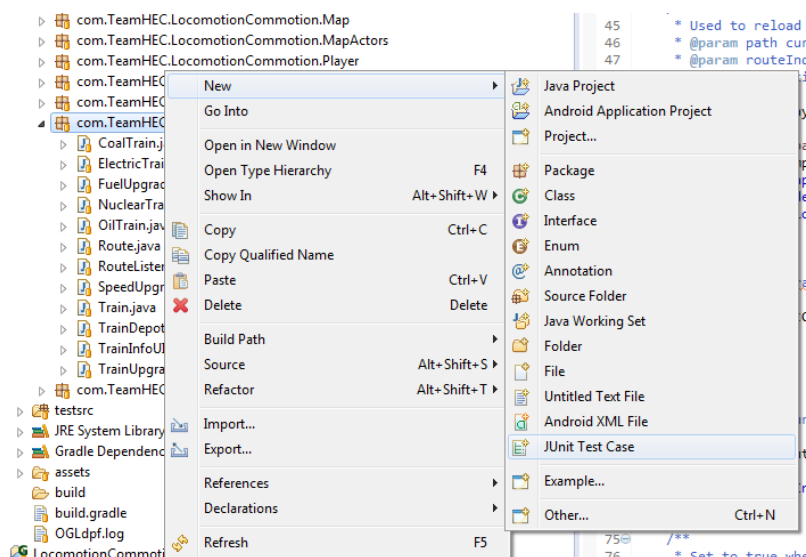 com.TeamHEC.LocomotionCommotion.Map
com.TeamHEC.LocomotionCommotion.MapActors
com.TeamHEC.LocomotionCommotion.Player
com.TeamHEC
com.TeamHEC
com.TeamHEC
CoalTrain.j
ElectricTrai
FuelUpgrad
NuclearTra
OilTrain.jav
Route.java
RouteLister
SpeedUpgr
Train.java
TrainDepot
TrainInfoUI
TrainUpgra
com.TeamHEC
testsrc
JRE System Library
Gradle Dependenc
assets
build
build.gradle
OGLdpf.log
LocomotionCommoti
New
Go Into
Open in New Window
Open Type Hierarchy F4
Show In Alt+Shift+W
Copy Ctrl+C
Copy Qualified Name
Paste Ctrl+V
Delete Delete
Build Path
Source Alt+Shift+S
Refactor Alt+Shift+T
Import...
Export...
References
Declarations
Refresh F5
Java Project
Android Application Project
Project...
Package
Class
Interface
Enum
Annotation
Source Folder
Java Working Set
Folder
File
Untitled Text File
Android XML File
JUnit Test Case
Example...
Other... Ctrl+N
45 * Used to reload
46 * @param path cur
47 * @param routeInd
75 /**
76 * Set to true whe